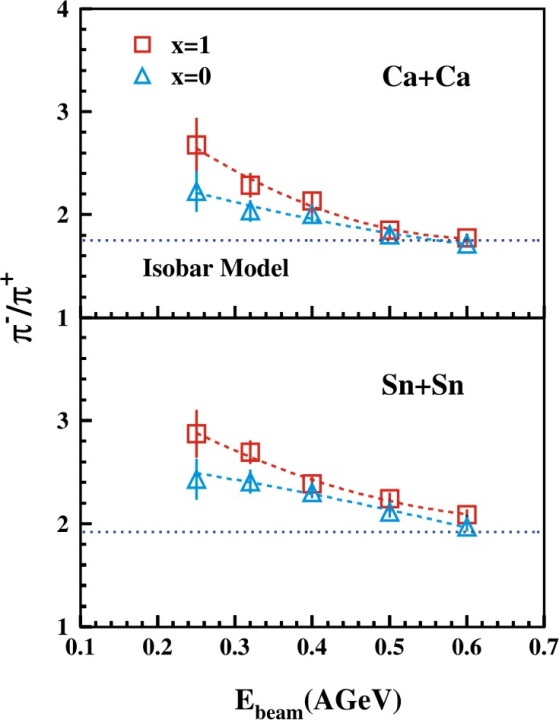 4
x=1
x=0
Ca+Ca
3
2
Isobar Model
1
π⁻/π⁺
Sn+Sn
3
2
1
0.1 0.2 0.3 0.4 0.5 0.6 0.7
E_beam(AGeV)